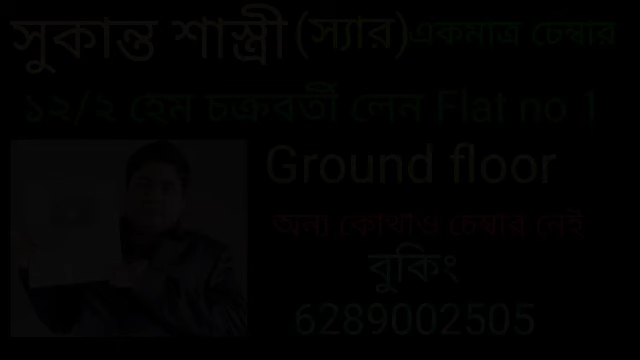 সুকান্ত শাস্ত্রী (স্যার) একমাত্র চেম্বার
১২/২ হেম চক্রবর্তী লেন Flat no 1
Ground floor
অন্য কোথাও চেম্বার নেই
বুকিং
6289002505